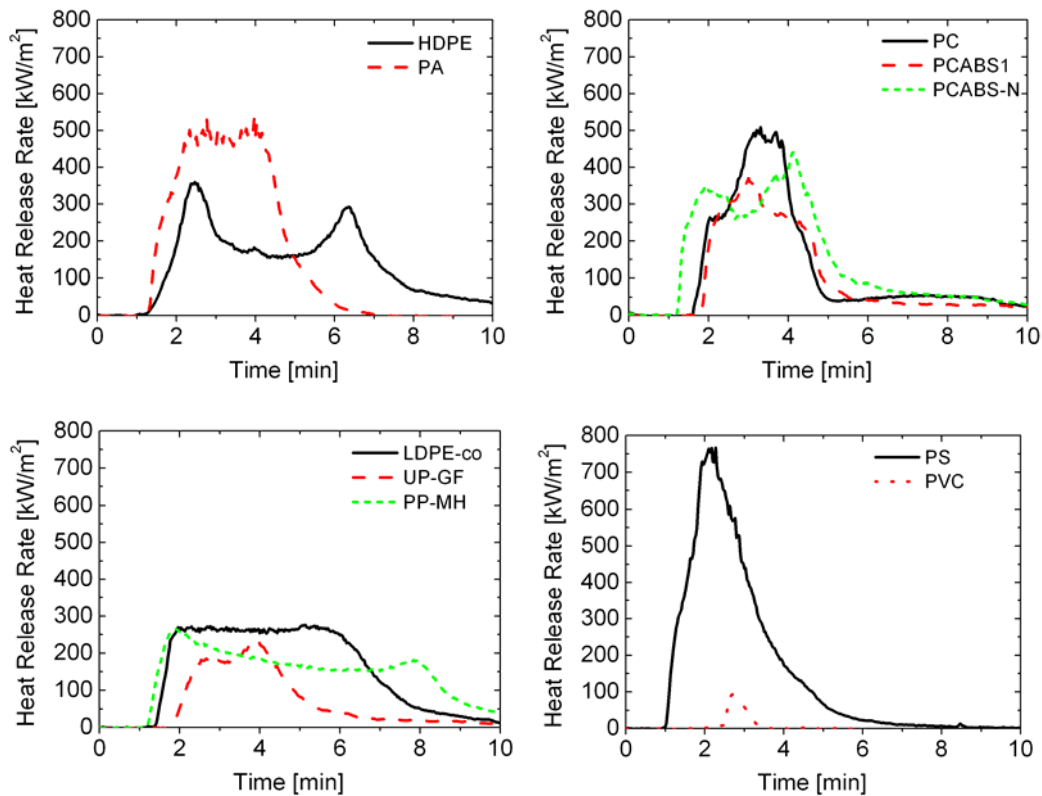 800
700
600
500
400
300
200
100
0
Heat Release Rate [kW/m²]
HDPE
PA
0 2 4 6 8 10
Time [min]
800
700
600
500
400
300
200
100
0
Heat Release Rate [kW/m²]
PC
PCABS1
PCABS-N
0 2 4 6 8 10
Time [min]
800
700
600
500
400
300
200
100
0
Heat Release Rate [kW/m²]
LDPE-co
UP-GF
PP-MH
0 2 4 6 8 10
Time [min]
800
700
600
500
400
300
200
100
0
Heat Release Rate [kW/m²]
PS
PVC
0 2 4 6 8 10
Time [min]